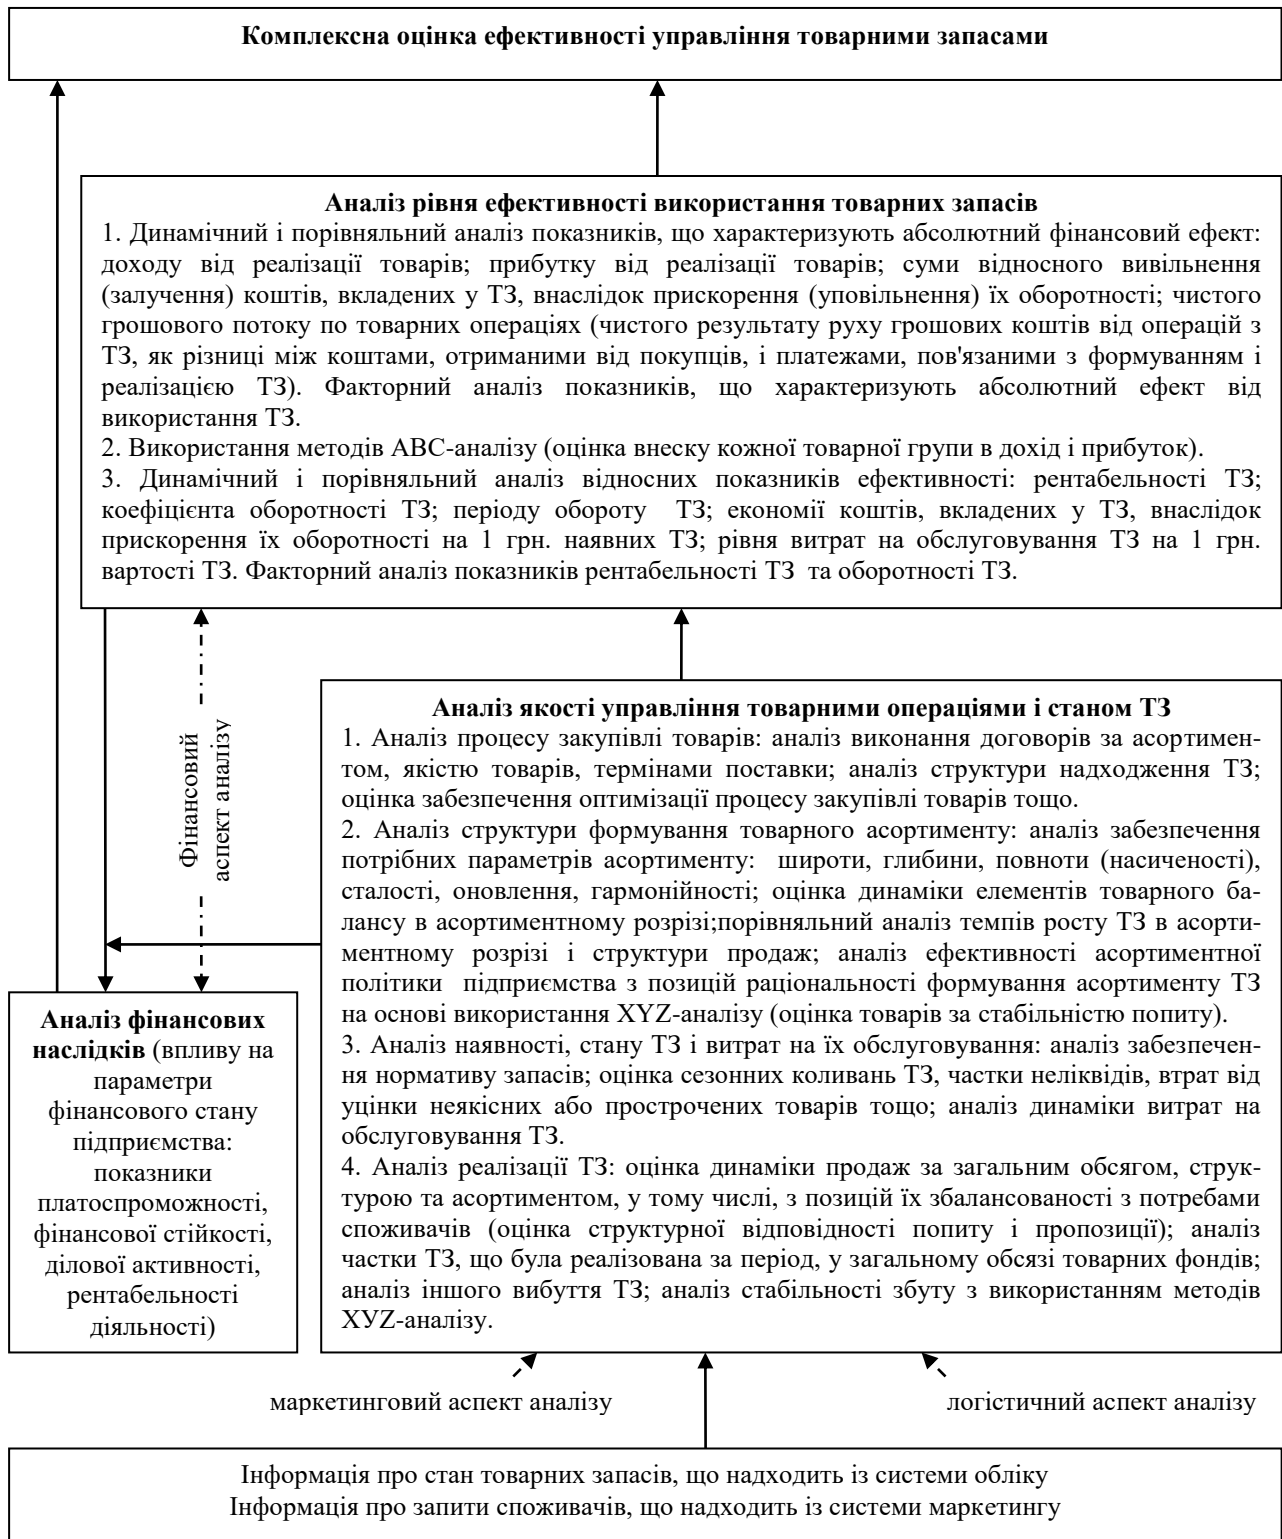 Комплексна оцінка ефективності управління товарними запасами
Аналіз рівня ефективності використання товарних запасів
1. Динамічний і порівняльний аналіз показників, що характеризують абсолютний фінансовий ефект:
доходу від реалізації товарів; прибутку від реалізації товарів; суми відносного вивільнення
(залучення) коштів, вкладених у ТЗ, внаслідок прискорення (уповільнення) їх оборотності; чистого
грошового потоку по товарних операціях (чистого результату руху грошових коштів від операцій з
ТЗ, як різниці між коштами, отриманими від покупців, і платежами, пов'язаними з формуванням і
реалізацією ТЗ). Факторний аналіз показників, що характеризують абсолютний ефект від
використання ТЗ.
2. Використання методів АВС-аналізу (оцінка внеску кожної товарної групи в дохід і прибуток).
3. Динамічний і порівняльний аналіз відносних показників ефективності: рентабельності ТЗ;
коефіцієнта оборотності ТЗ; періоду обороту ТЗ; економії коштів, вкладених у ТЗ, внаслідок
прискорення їх оборотності на 1 грн. наявних ТЗ; рівня витрат на обслуговування ТЗ на 1 грн.
вартості ТЗ. Факторний аналіз показників рентабельності ТЗ та оборотності ТЗ.
Фінансовий
аспект аналізу
Аналіз якості управління товарними операціями і станом ТЗ
1. Аналіз процесу закупівлі товарів: аналіз виконання договорів за асортимен-
том, якістю товарів, термінами поставки; аналіз структури надходження ТЗ;
оцінка забезпечення оптимізації процесу закупівлі товарів тощо.
2. Аналіз структури формування товарного асортименту: аналіз забезпечення
потрібних параметрів асортименту: широти, глибини, повноти (насиченості),
сталості, оновлення, гармонійності; оцінка динаміки елементів товарного ба-
лансу в асортиментному розрізі;порівняльний аналіз темпів росту ТЗ в асорти-
ментному розрізі і структури продаж; аналіз ефективності асортиментної
політики підприємства з позицій раціональності формування асортименту ТЗ
на основі використання XYZ-аналізу (оцінка товарів за стабільністю попиту).
3. Аналіз наявності, стану ТЗ і витрат на їх обслуговування: аналіз забезпечен-
ня нормативу запасів; оцінка сезонних коливань ТЗ, частки неліквідів, втрат від
уцінки неякісних або прострочених товарів тощо; аналіз динаміки витрат на
обслуговування ТЗ.
4. Аналіз реалізації ТЗ: оцінка динаміки продаж за загальним обсягом, струк-
турою та асортиментом, у тому числі, з позицій їх збалансованості з потребами
споживачів (оцінка структурної відповідності попиту і пропозиції); аналіз
частки ТЗ, що була реалізована за період, у загальному обсязі товарних фондів;
аналіз іншого вибуття ТЗ; аналіз стабільності збуту з використанням методів
ХУZ-аналізу.
Аналіз фінансових
наслідків (впливу на
параметри
фінансового стану
підприємства:
показники
платоспроможності,
фінансової стійкості,
ділової активності,
рентабельності
діяльності)
маркетинговий аспект аналізу
логістичний аспект аналізу
Інформація про стан товарних запасів, що надходить із системи обліку
Інформація про запити споживачів, що надходить із системи маркетингу